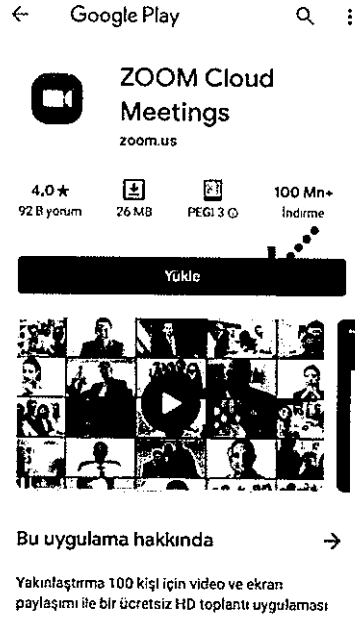 Google Play
ZOOM Cloud
Meetings
zoom.us
4,0★
92 B yorum
26 MB
PEGI 3
100 Mn+
İndirme
Yükle
Bu uygulama hakkında
Yakınlaştırma 100 kişi için video ve ekran
paylaşımı ile bir ücretsiz HD toplantı uygulaması